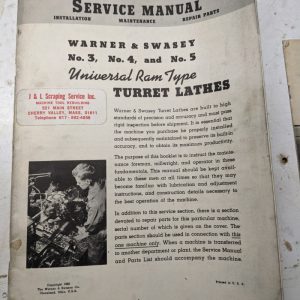 SERVICE MANUAL
INSTALLATION MAINTENANCE REPAIR PARTS
WARNER & SWASEY
No. 3, No. 4, and No. 5
Universal Ram Type
TURRET LATHES
J & L Scraping Service Inc.
MACHINE TOOL REBUILDING
521 MAIN STREET
CHERRY VALLEY, MASS. 01611
Telephone 617
Warner & Swasey Turret Lathes are built to high
standards of precision and accuracy and must pass
rigid inspection before shipment. It is essential that
the machine you purchase be properly installed
and subsequently maintained to preserve its built-in
accuracy, and to obtain its maximum productivity.
The purpose of this booklet is to instruct the mainte-
nance foreman, millwright, and operator in these
fundamentals. This manual should be kept avail-
able to these men at all times so that they may
become familiar with lubrication and adjustment
instructions, and construction details necessary to
the best operation of the machine.
In addition to this service section, there is a section
devoted to repair parts for this particular machine,
serial number of which is given on the cover. The
parts section should be used in connection with this
one machine only. When a machine is transferred
to another department or plant, the Service Manual
and Parts List should accompany the machine.
Copyright
The Warner & Swasey Co.
Cleveland, Ohio, U.S.A.
Printed in U.S.A.